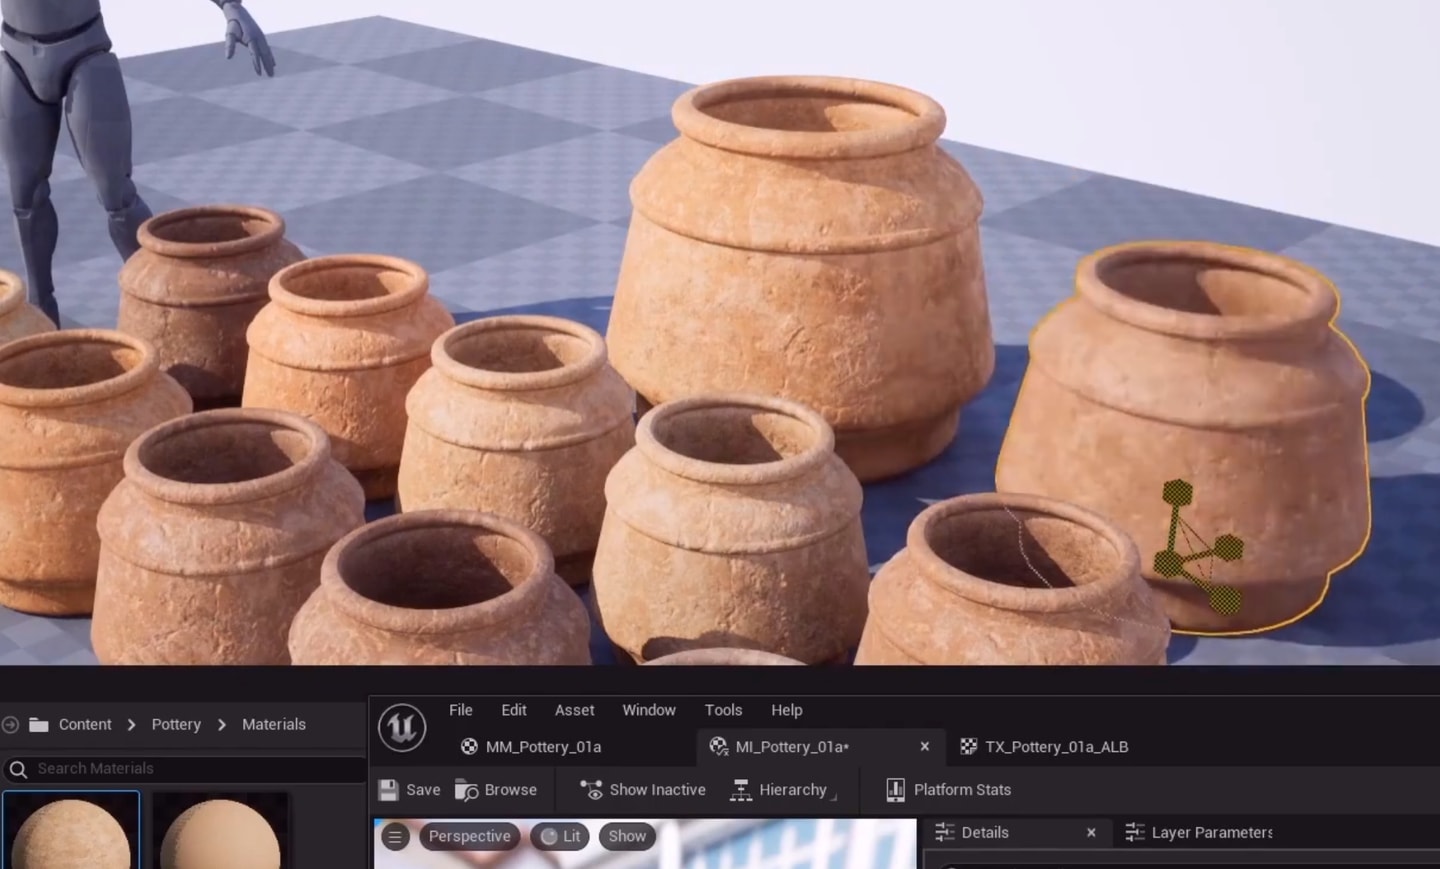 Content > Pottery > Materials
Search Materials
File Edit Asset Window Tools Help
MM_Pottery_01a MI_Pottery_01a* × TX_Pottery_01a_ALB
Save Browse Show Inactive Hierarchy Platform Stats
Perspective Lit Show
Details × Layer Parameters